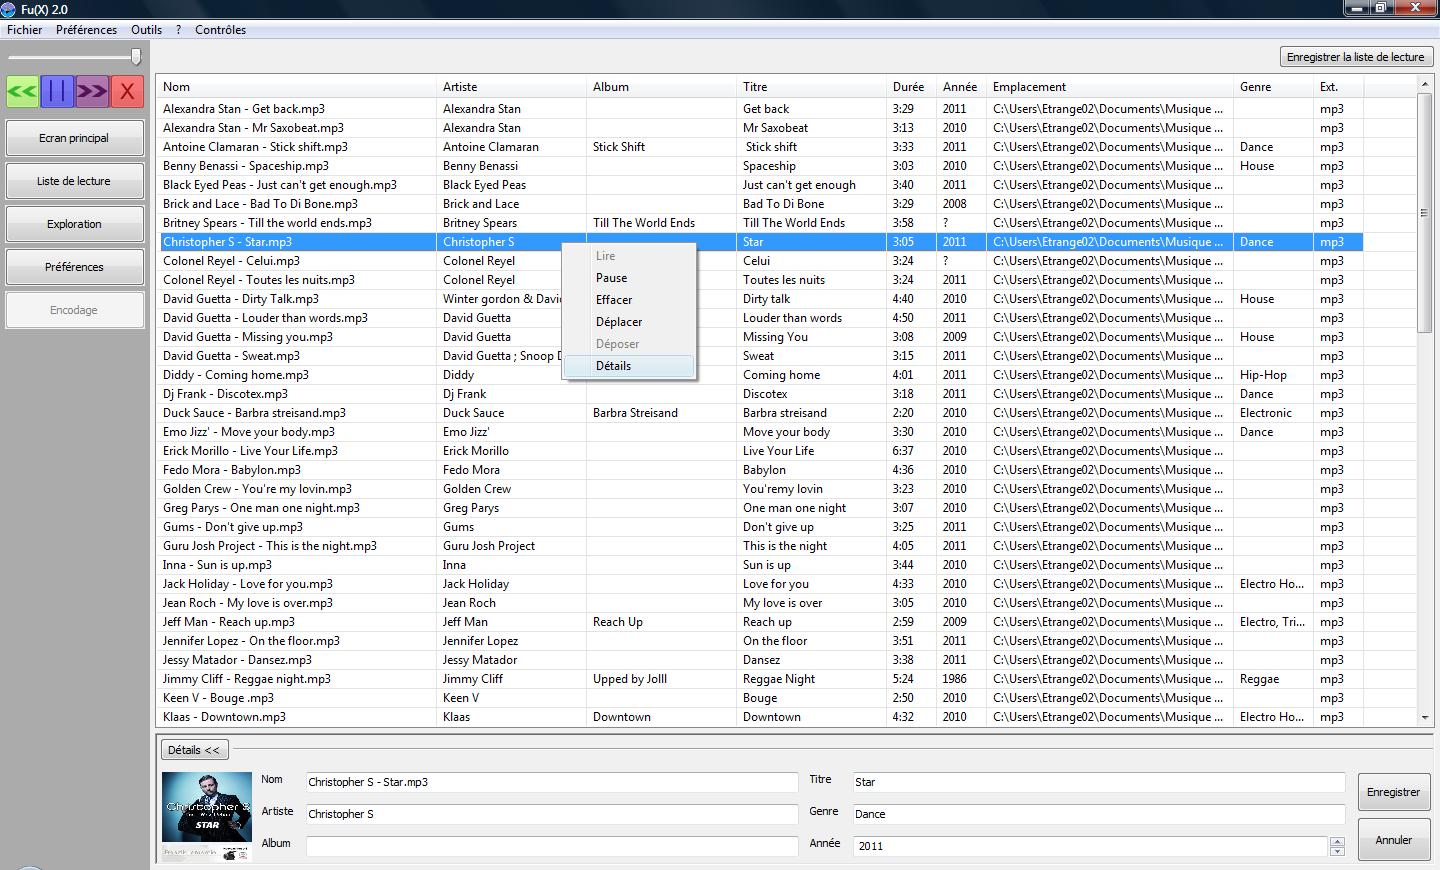 Fu(X) 2.0
Fichier Préférences Outils ? Contrôles
Enregistrer la liste de lecture
<< || >> X
Ecran principal
Liste de lecture
Exploration
Préférences
Encodage
Nom Artiste Album Titre Durée Année Emplacement Genre Ext.
Alexandra Stan - Get back.mp3 Alexandra Stan Get back 3:29 2011 C:\Users\Etrange02\Documents\Musique ... mp3
Alexandra Stan - Mr Saxobeat.mp3 Alexandra Stan Mr Saxobeat 3:13 2010 C:\Users\Etrange02\Documents\Musique ... mp3
Antoine Clamaran - Stick shift.mp3 Antoine Clamaran Stick Shift Stick shift 3:33 2011 C:\Users\Etrange02\Documents\Musique ... Dance mp3
Benny Benassi - Spaceship.mp3 Benny Benassi Spaceship 3:03 2010 C:\Users\Etrange02\Documents\Musique ... House mp3
Black Eyed Peas - Just can't get enough.mp3 Black Eyed Peas Just can't get enough 3:40 2011 C:\Users\Etrange02\Documents\Musique ... mp3
Brick and Lace - Bad To Di Bone.mp3 Brick and Lace Bad To Di Bone 3:29 2008 C:\Users\Etrange02\Documents\Musique ... mp3
Britney Spears - Till the world ends.mp3 Britney Spears Till The World Ends Till The World Ends 3:58 ? C:\Users\Etrange02\Documents\Musique ... mp3
Christopher S - Star.mp3 Christopher S Star 3:05 2011 C:\Users\Etrange02\Documents\Musique ... Dance mp3
Colonel Reyel - Celui.mp3 Colonel Reyel Celui 3:24 ? C:\Users\Etrange02\Documents\Musique ... mp3
Colonel Reyel - Toutes les nuits.mp3 Colonel Reyel Toutes les nuits 3:24 2011 C:\Users\Etrange02\Documents\Musique ... mp3
David Guetta - Dirty Talk.mp3 Winter gordon & Davi Dirty talk 4:40 2010 C:\Users\Etrange02\Documents\Musique ... House mp3
David Guetta - Louder than words.mp3 David Guetta Louder than words 4:50 2011 C:\Users\Etrange02\Documents\Musique ... mp3
David Guetta - Missing you.mp3 David Guetta Missing You 3:08 2009 C:\Users\Etrange02\Documents\Musique ... House mp3
David Guetta - Sweat.mp3 David Guetta ; Snoop D Sweat 3:15 2011 C:\Users\Etrange02\Documents\Musique ... mp3
Diddy - Coming home.mp3 Diddy Coming home 4:01 2011 C:\Users\Etrange02\Documents\Musique ... Hip-Hop mp3
Dj Frank - Discotex.mp3 Dj Frank Discotex 3:18 2011 C:\Users\Etrange02\Documents\Musique ... Dance mp3
Duck Sauce - Barbra streisand.mp3 Duck Sauce Barbra Streisand Barbra streisand 2:20 2010 C:\Users\Etrange02\Documents\Musique ... Electronic mp3
Emo Jizz' - Move your body.mp3 Emo Jizz' Move your body 3:30 2010 C:\Users\Etrange02\Documents\Musique ... Dance mp3
Erick Morillo - Live Your Life.mp3 Erick Morillo Live Your Life 6:37 2010 C:\Users\Etrange02\Documents\Musique ... mp3
Fedo Mora - Babylon.mp3 Fedo Mora Babylon 4:36 2010 C:\Users\Etrange02\Documents\Musique ... mp3
Golden Crew - You're my lovin.mp3 Golden Crew You'remy lovin 3:23 2010 C:\Users\Etrange02\Documents\Musique ... mp3
Greg Parys - One man one night.mp3 Greg Parys One man one night 3:07 2010 C:\Users\Etrange02\Documents\Musique ... mp3
Gums - Don't give up.mp3 Gums Don't give up 3:25 2011 C:\Users\Etrange02\Documents\Musique ... mp3
Guru Josh Project - This is the night.mp3 Guru Josh Project This is the night 4:05 2011 C:\Users\Etrange02\Documents\Musique ... mp3
Inna - Sun is up.mp3 Inna Sun is up 3:44 2010 C:\Users\Etrange02\Documents\Musique ... mp3
Jack Holiday - Love for you.mp3 Jack Holiday Love for you 4:33 2010 C:\Users\Etrange02\Documents\Musique ... Electro Ho... mp3
Jean Roch - My love is over.mp3 Jean Roch My love is over 3:05 2010 C:\Users\Etrange02\Documents\Musique ... mp3
Jeff Man - Reach up.mp3 Jeff Man Reach Up Reach up 2:59 2009 C:\Users\Etrange02\Documents\Musique ... Electro, Tri... mp3
Jennifer Lopez - On the floor.mp3 Jennifer Lopez On the floor 3:51 2011 C:\Users\Etrange02\Documents\Musique ... mp3
Jessy Matador - Dansez.mp3 Jessy Matador Dansez 3:38 2011 C:\Users\Etrange02\Documents\Musique ... mp3
Jimmy Cliff - Reggae night.mp3 Jimmy Cliff Upped by Jolll Reggae Night 5:24 1986 C:\Users\Etrange02\Documents\Musique ... Reggae mp3
Keen V - Bouge .mp3 Keen V Bouge 2:50 2010 C:\Users\Etrange02\Documents\Musique ... mp3
Klaas - Downtown.mp3 Klaas Downtown Downtown 4:32 2010 C:\Users\Etrange02\Documents\Musique ... Electro Ho... mp3
Lire
Pause
Effacer
Déplacer
Déposer
Détails
Détails <<
Nom Christopher S - Star.mp3 Titre Star
Artiste Christopher S Genre Dance
Album Année 2011
Enregistrer
Annuler
Christopher S
STAR